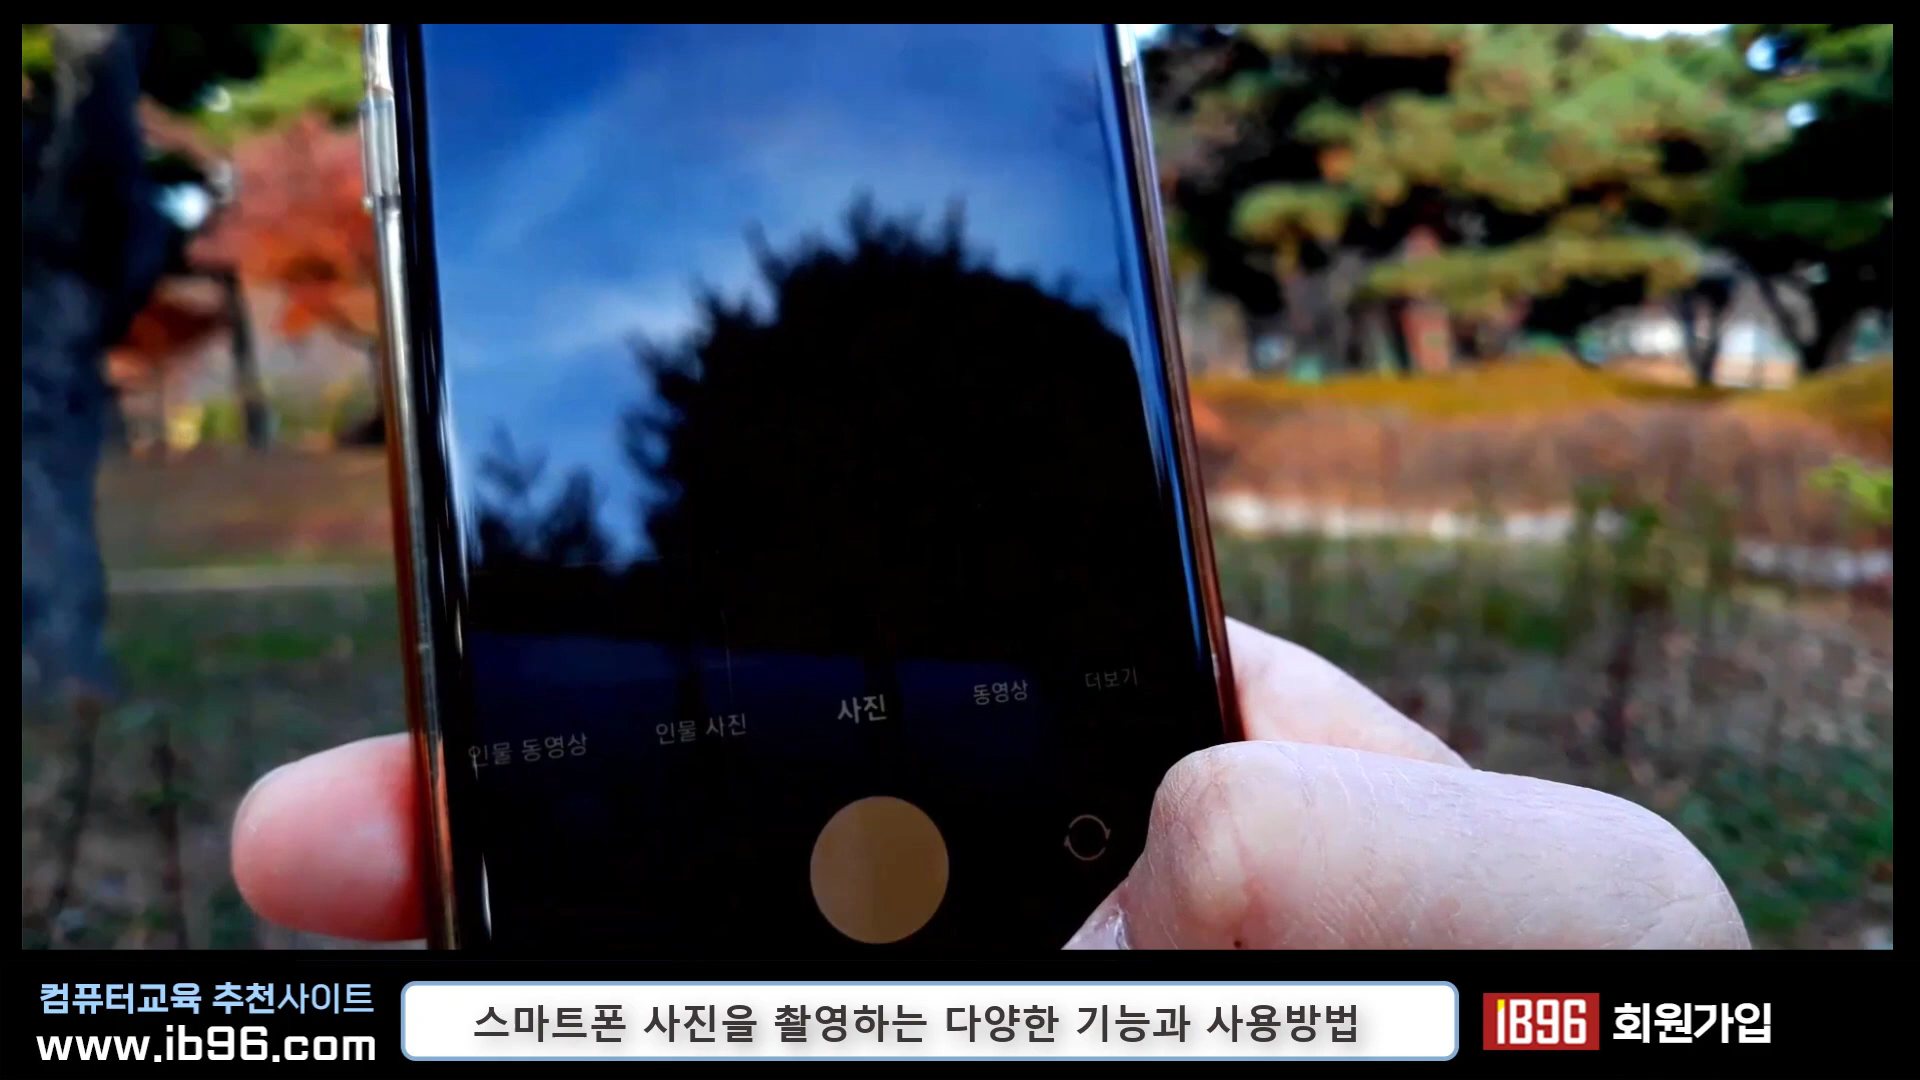 인물 동영상
인물 사진
사진
동영상
더보기
컴퓨터교육 추천사이트
www.ib96.com
스마트폰 사진을 촬영하는 다양한 기능과 사용방법
IB96 회원가입